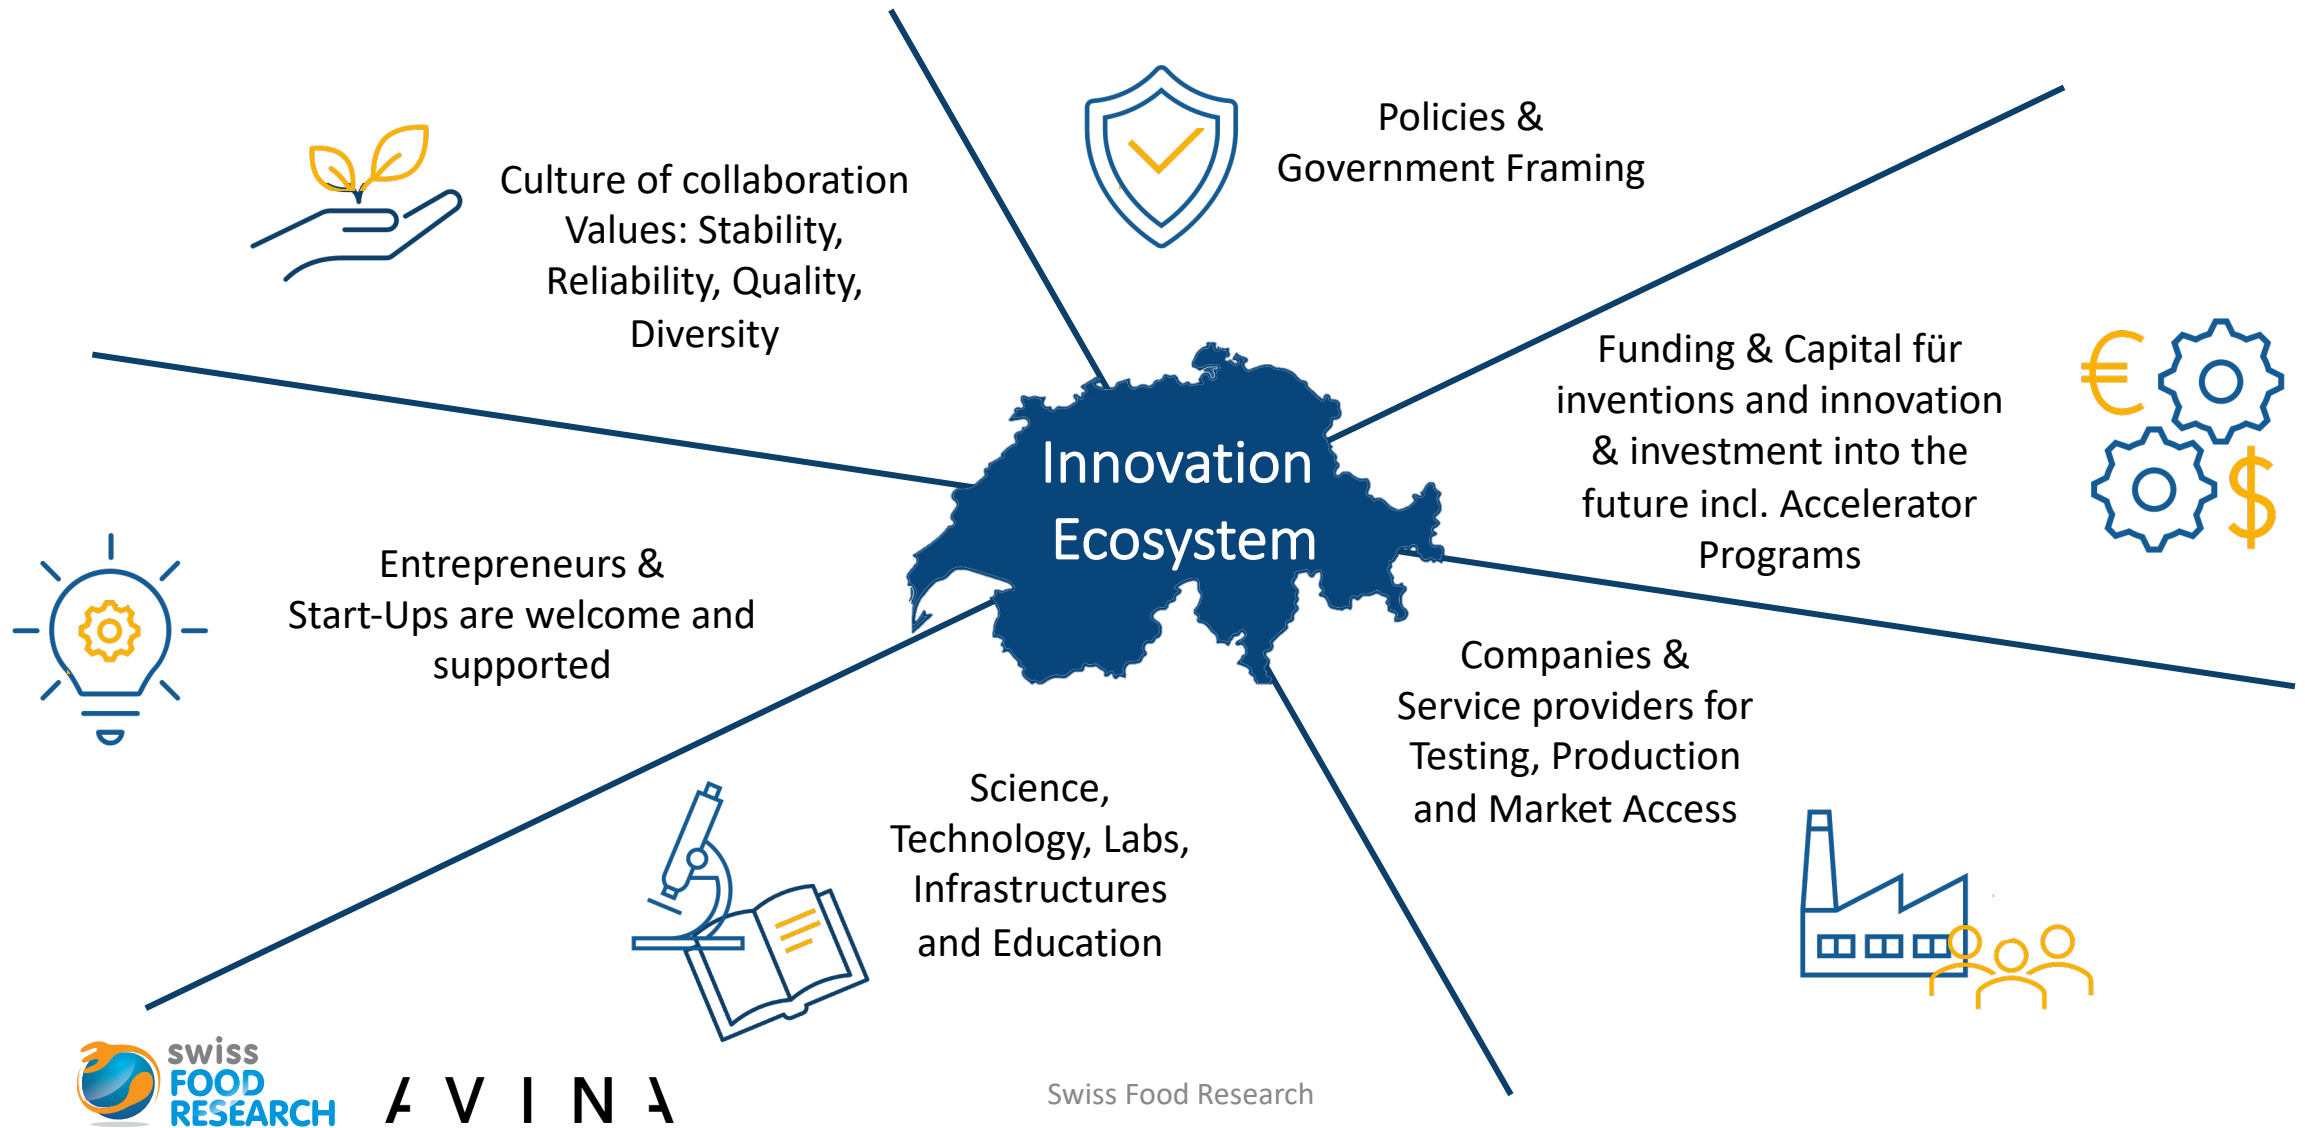 Policies &
Government Framing
Culture of collaboration
Values: Stability,
Reliability, Quality,
Diversity
Funding & Capital für
inventions and innovation
& investment into the
future incl. Accelerator
Programs
Innovation
Ecosystem
Entrepreneurs &
Start-Ups are welcome and
supported
Companies &
Service providers for
Testing, Production
and Market Access
Science,
Technology, Labs,
Infrastructures
and Education
swiss
FOOD
RESEARCH
AVINA
Swiss Food Research